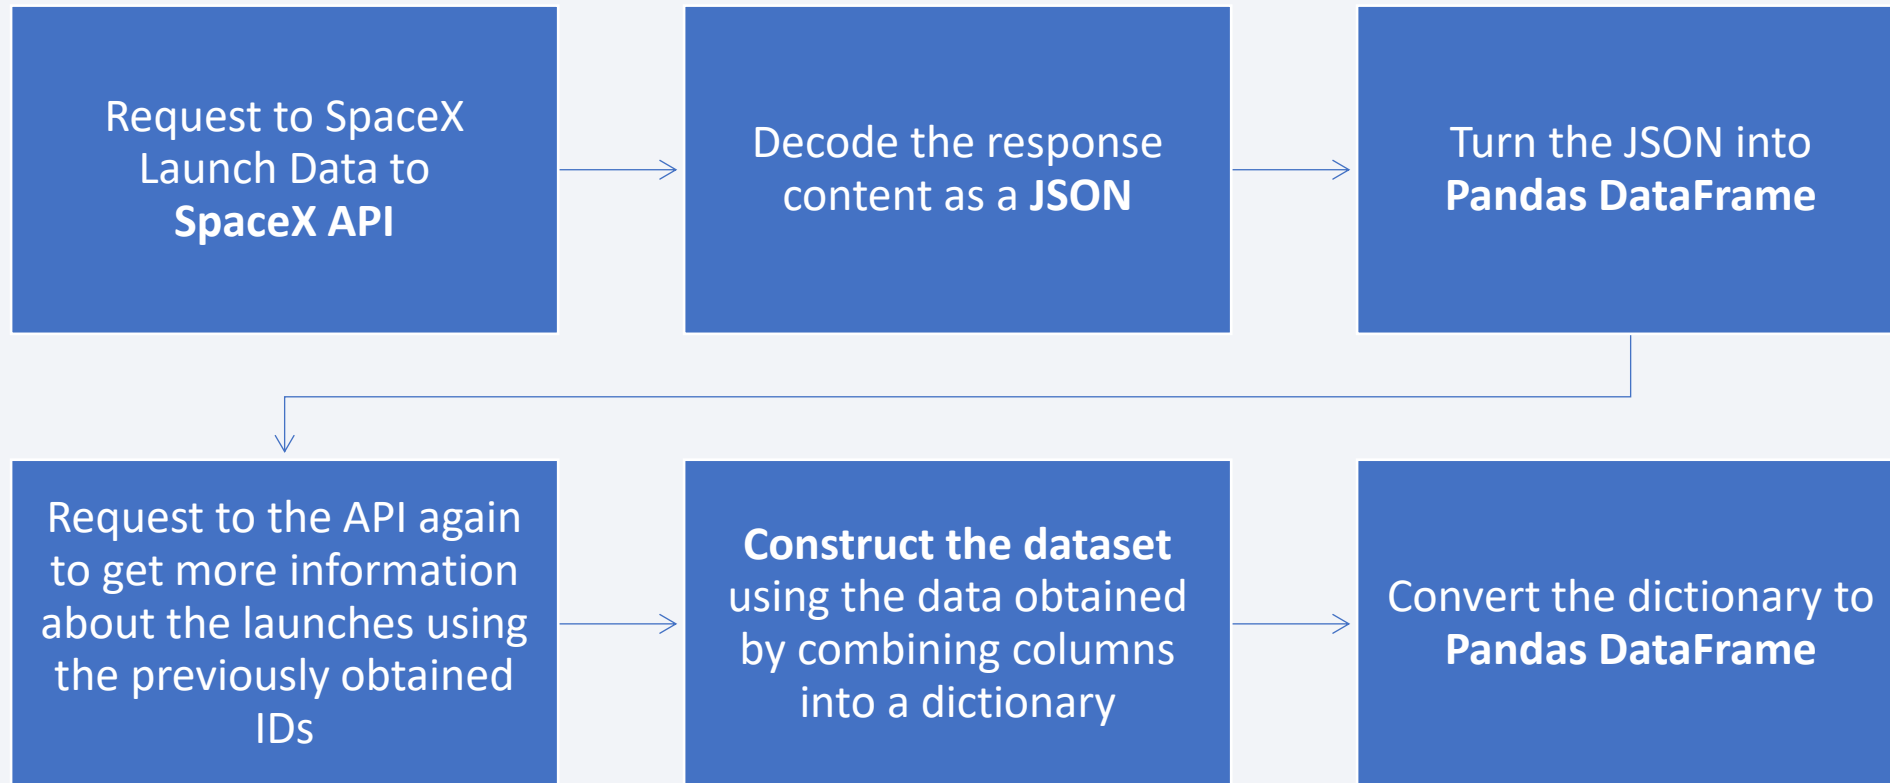 Request to SpaceX
Launch Data to
SpaceX API
Decode the response
content as a JSON
Turn the JSON into
Pandas DataFrame
Request to the API again
to get more information
about the launches using
the previously obtained
IDs
Construct the dataset
using the data obtained
by combining columns
into a dictionary
Convert the dictionary to
Pandas DataFrame